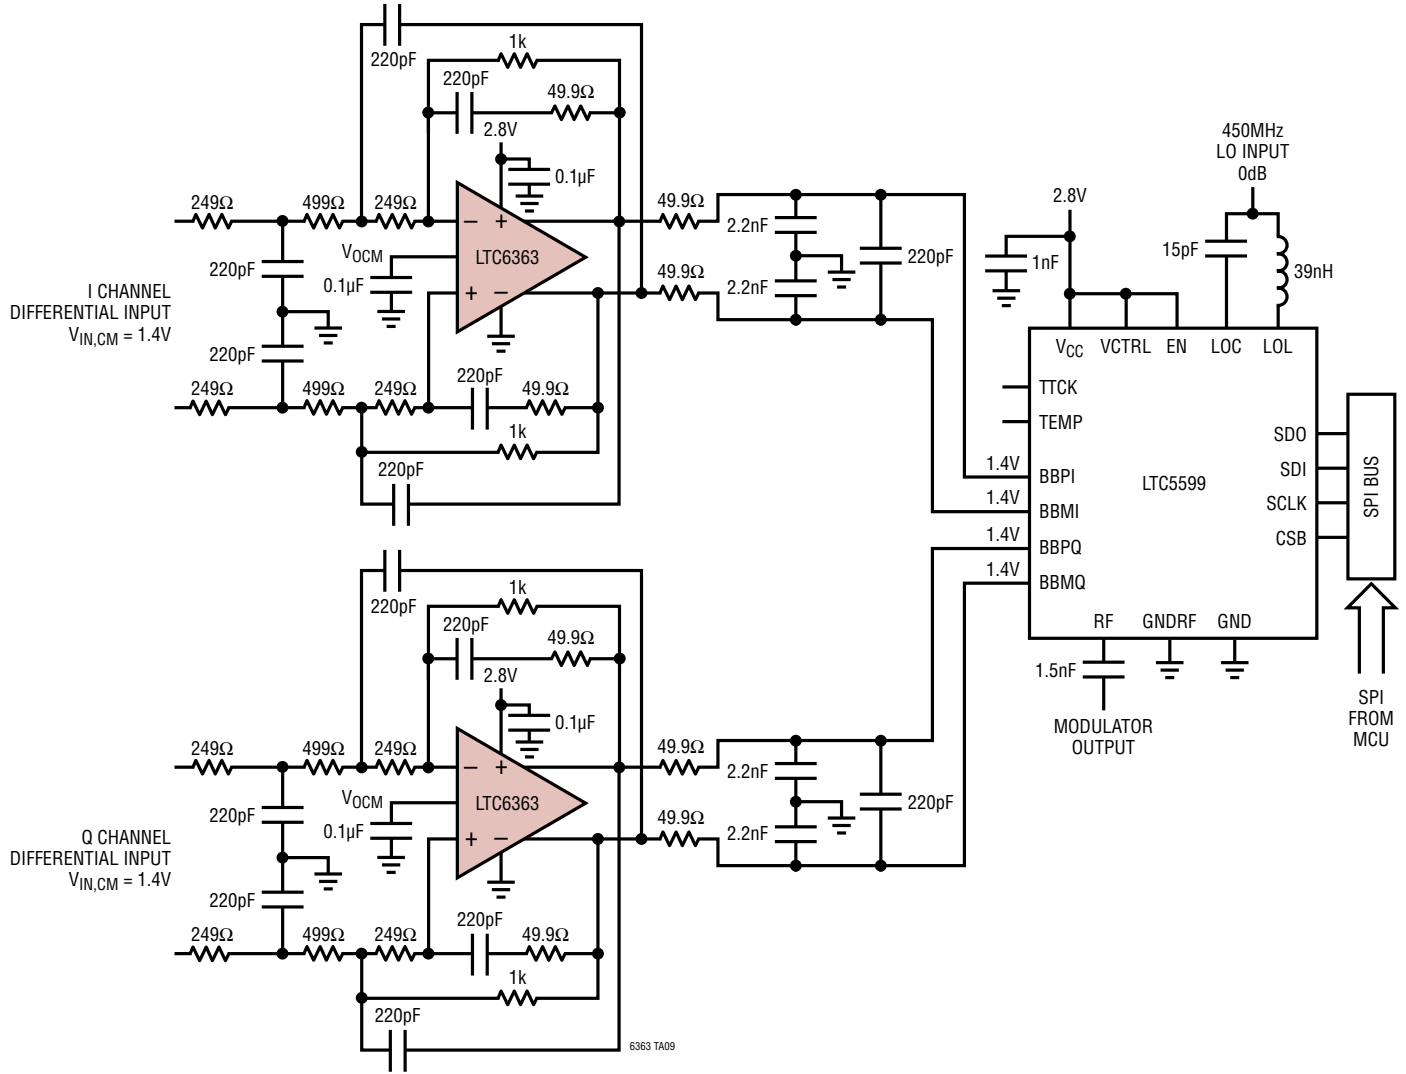 220pF
1k
220pF
49.9Ω
2.8V
0.1µF
249Ω
499Ω
249Ω
– +
VOCM
LTC6363
0.1µF
+ –
220pF
I CHANNEL
DIFFERENTIAL INPUT
VIN,CM = 1.4V
220pF
249Ω
499Ω
249Ω
220pF
49.9Ω
1k
220pF
49.9Ω
2.2nF
49.9Ω
2.2nF
220pF
220pF
1k
220pF
49.9Ω
2.8V
0.1µF
249Ω
499Ω
249Ω
– +
VOCM
LTC6363
0.1µF
+ –
220pF
Q CHANNEL
DIFFERENTIAL INPUT
VIN,CM = 1.4V
220pF
249Ω
499Ω
249Ω
220pF
49.9Ω
1k
220pF
49.9Ω
2.2nF
49.9Ω
2.2nF
220pF
6363 TA09
450MHz
LO INPUT
0dB
2.8V
1nF
15pF
39nH
VCC
VCTRL
EN
LOC
LOL
TTCK
TEMP
1.4V
BBPI
1.4V
BBMI
1.4V
BBPQ
1.4V
BBMQ
LTC5599
SDO
SDI
SCLK
CSB
SPI BUS
RF
GNDRF
GND
1.5nF
MODULATOR
OUTPUT
SPI
FROM
MCU